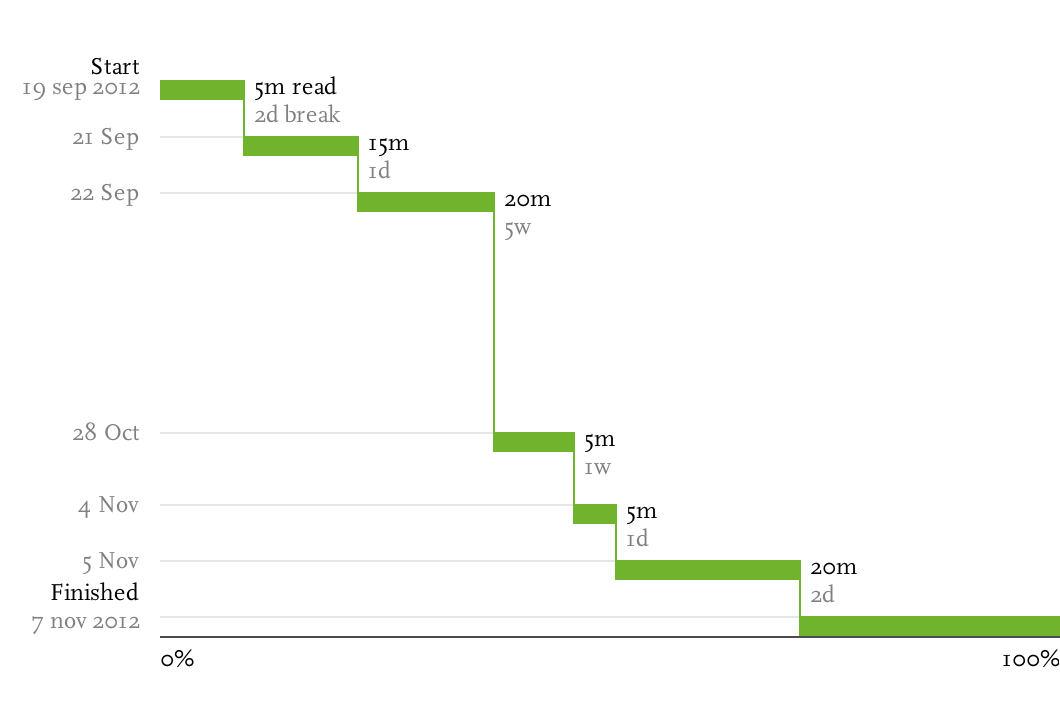 Start
19 sep 2012
5m read
2d break
21 Sep
15m
1d
22 Sep
20m
5w
28 Oct
5m
1w
4 Nov
5m
1d
5 Nov
20m
2d
Finished
7 nov 2012
0%
100%